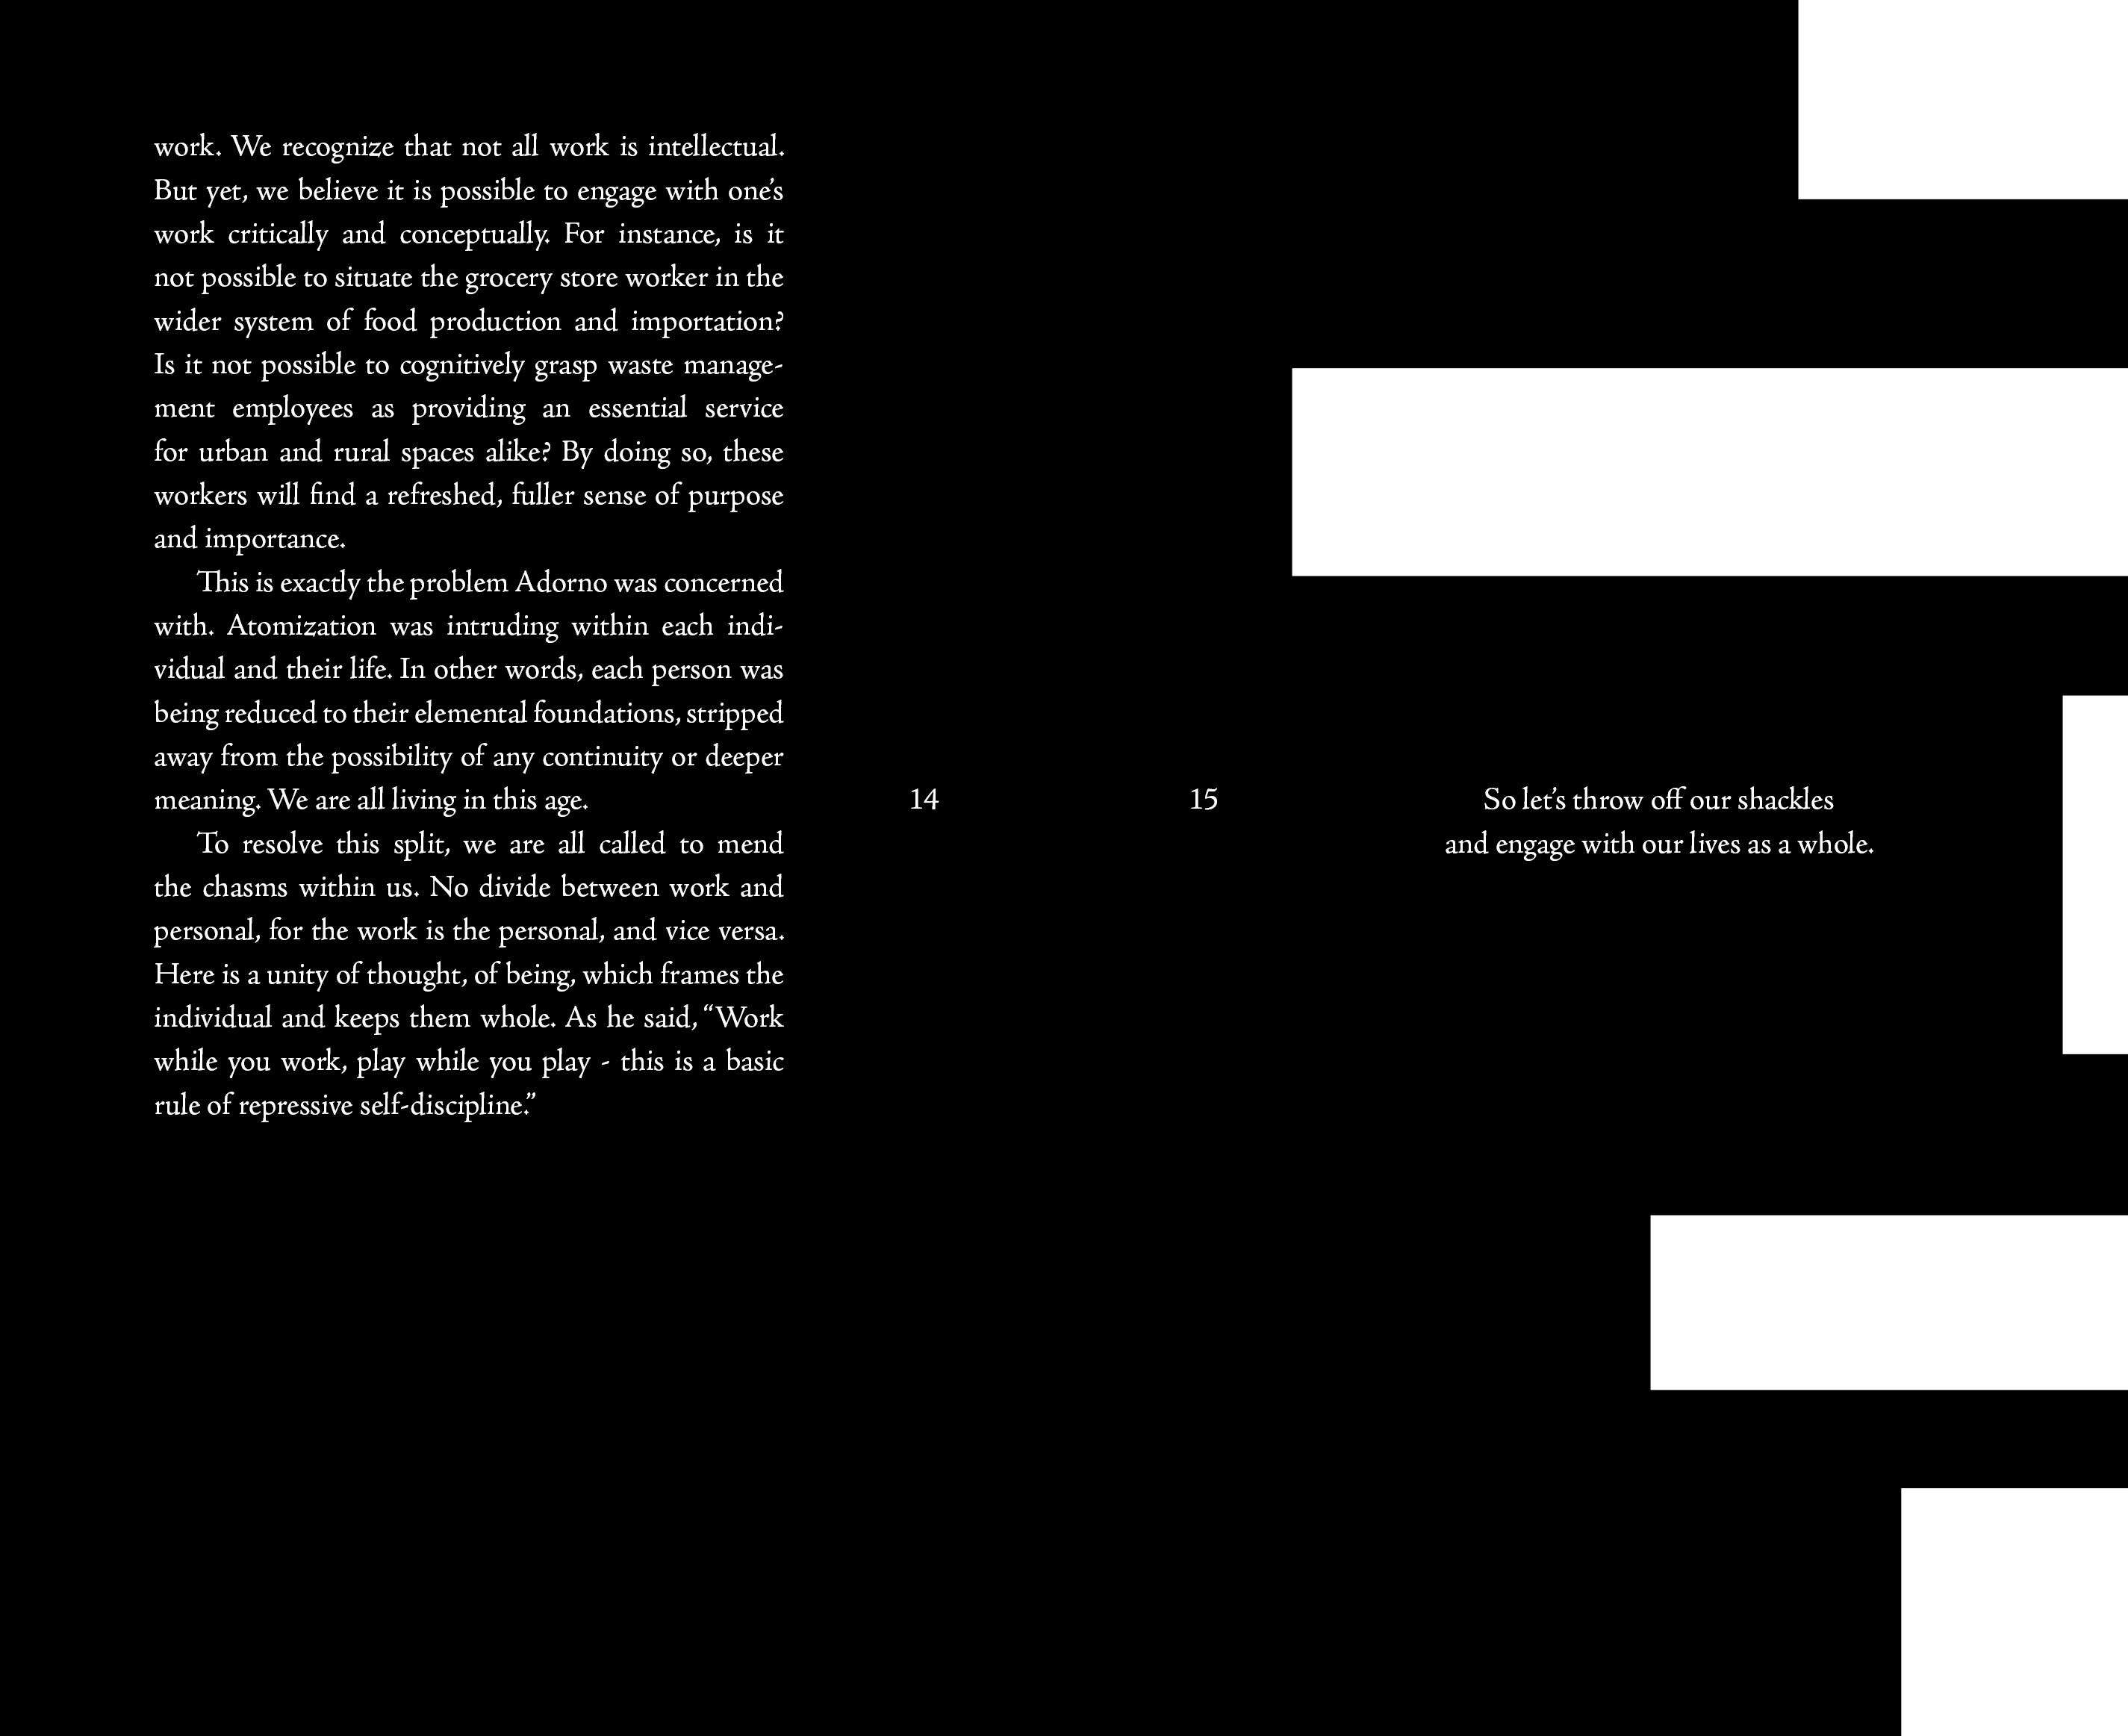 work. We recognize that not all work is intellectual.
But yet, we believe it is possible to engage with one’s
work critically and conceptually. For instance, is it
not possible to situate the grocery store worker in the
wider system of food production and importation?
Is it not possible to cognitively grasp waste manage-
ment employees as providing an essential service
for urban and rural spaces alike? By doing so, these
workers will find a refreshed, fuller sense of purpose
and importance.
This is exactly the problem Adorno was concerned
with. Atomization was intruding within each indi-
vidual and their life. In other words, each person was
being reduced to their elemental foundations, stripped
away from the possibility of any continuity or deeper
meaning. We are all living in this age.
To resolve this split, we are all called to mend
the chasms within us. No divide between work and
personal, for the work is the personal, and vice versa.
Here is a unity of thought, of being, which frames the
individual and keeps them whole. As he said, “Work
while you work, play while you play - this is a basic
rule of repressive self-discipline.”
14
15
So let’s throw off our shackles
and engage with our lives as a whole.